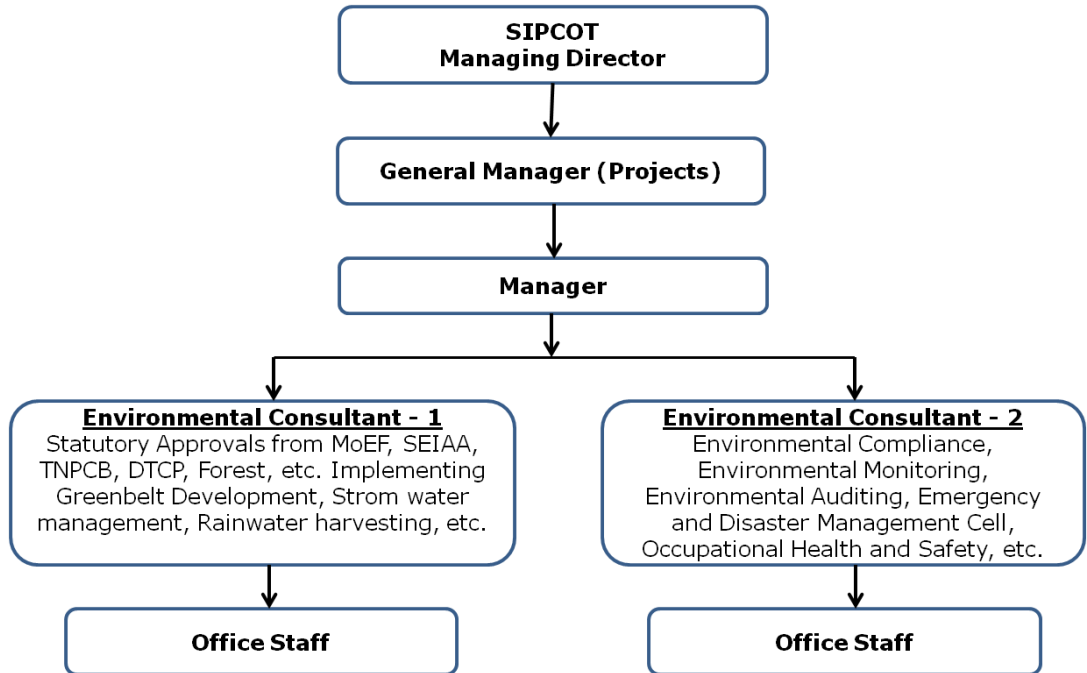 SIPCOT
Managing Director
General Manager (Projects)
Manager
Environmental Consultant - 1
Statutory Approvals from MoEF, SEIAA,
TNPCB, DTCP, Forest, etc. Implementing
Greenbelt Development, Strom water
management, Rainwater harvesting, etc.
Environmental Consultant - 2
Environmental Compliance,
Environmental Monitoring,
Environmental Auditing, Emergency
and Disaster Management Cell,
Occupational Health and Safety, etc.
Office Staff
Office Staff